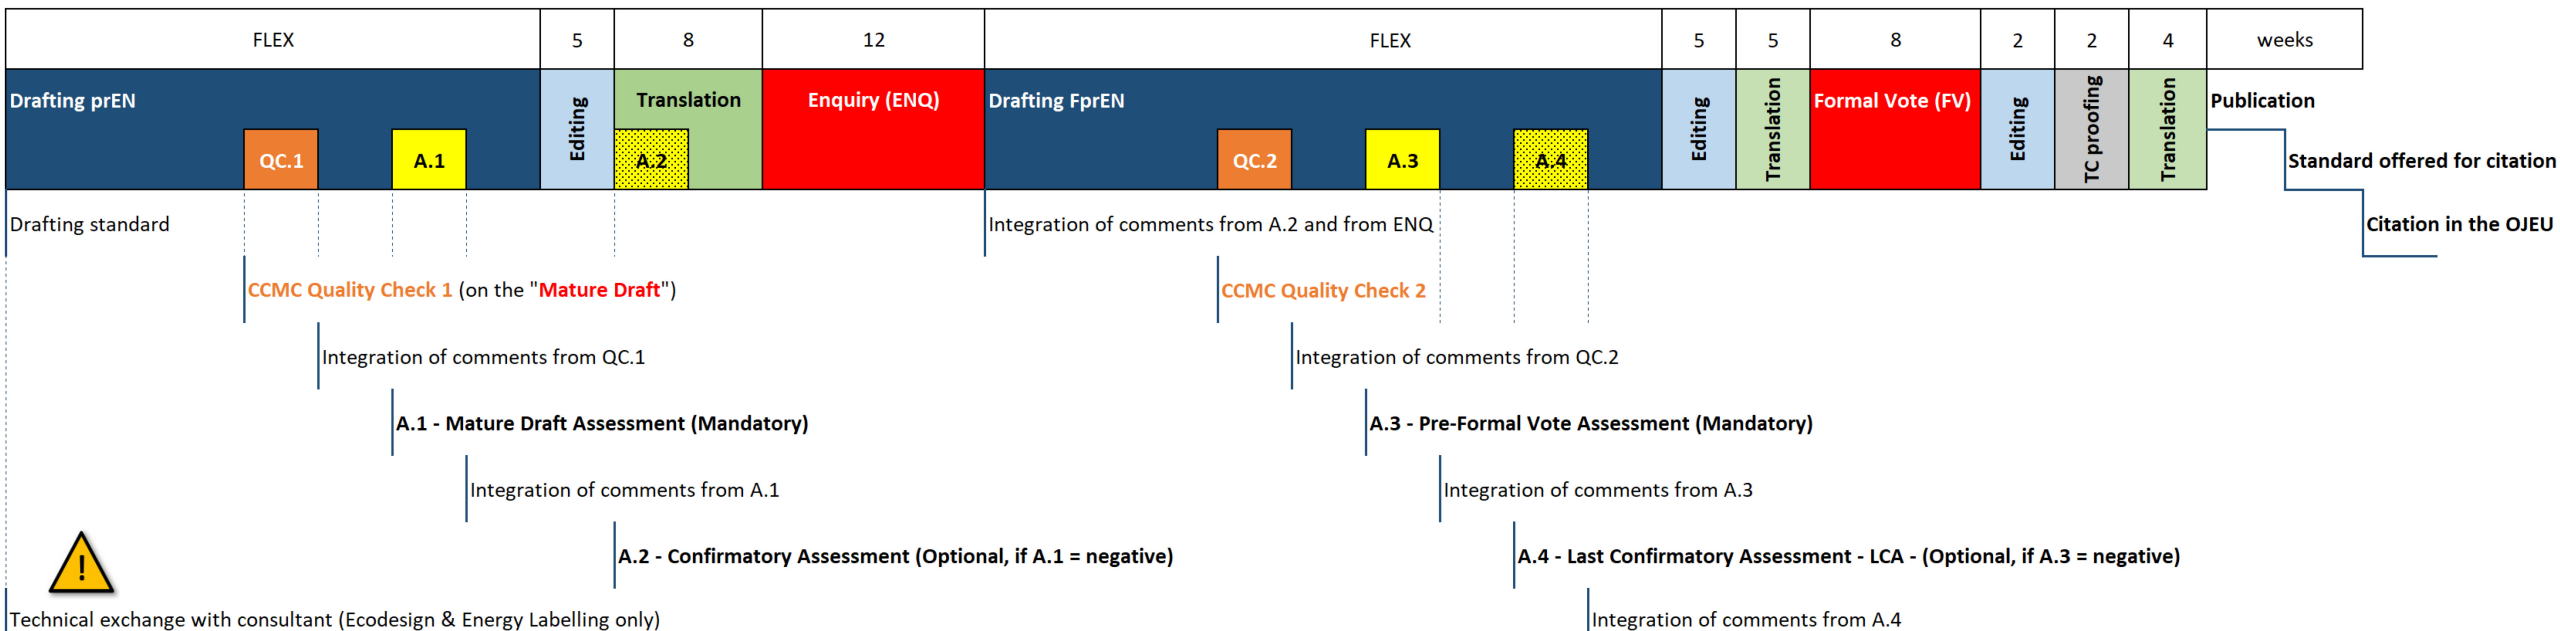 FLEX 5 8 12 FLEX 5 5 8 2 2 4 weeks
Drafting prEN
Editing
Translation
Enquiry (ENQ)
Drafting FprEN
Editing
Translation
Formal Vote (FV)
Editing
TC proofing
Translation
Publication
QC.1
A.1
A.2
QC.2
A.3
A.4
Standard offered for citation
Drafting standard
Integration of comments from A.2 and from ENQ
Citation in the OJEU
CCMC Quality Check 1 (on the "Mature Draft")
CCMC Quality Check 2
Integration of comments from QC.1
Integration of comments from QC.2
A.1 - Mature Draft Assessment (Mandatory)
A.3 - Pre-Formal Vote Assessment (Mandatory)
Integration of comments from A.1
Integration of comments from A.3
A.2 - Confirmatory Assessment (Optional, if A.1 = negative)
A.4 - Last Confirmatory Assessment - LCA - (Optional, if A.3 = negative)
!
Technical exchange with consultant (Ecodesign & Energy Labelling only)
Integration of comments from A.4